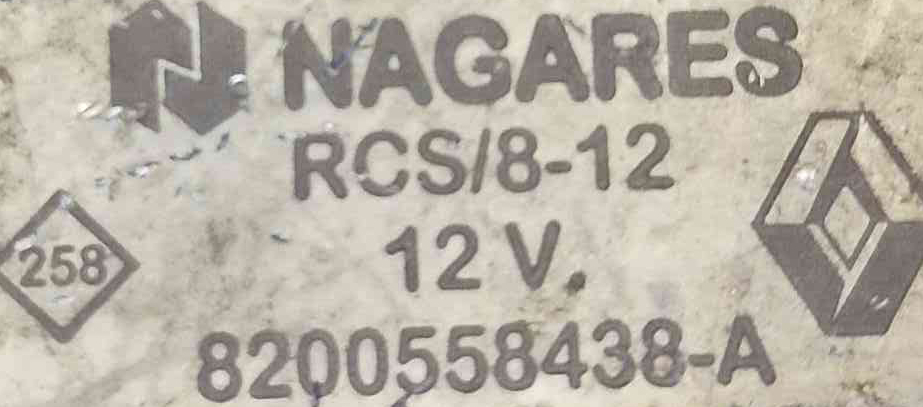 NAGARES
RCS/8-12
12 V.
258
8200558438-A